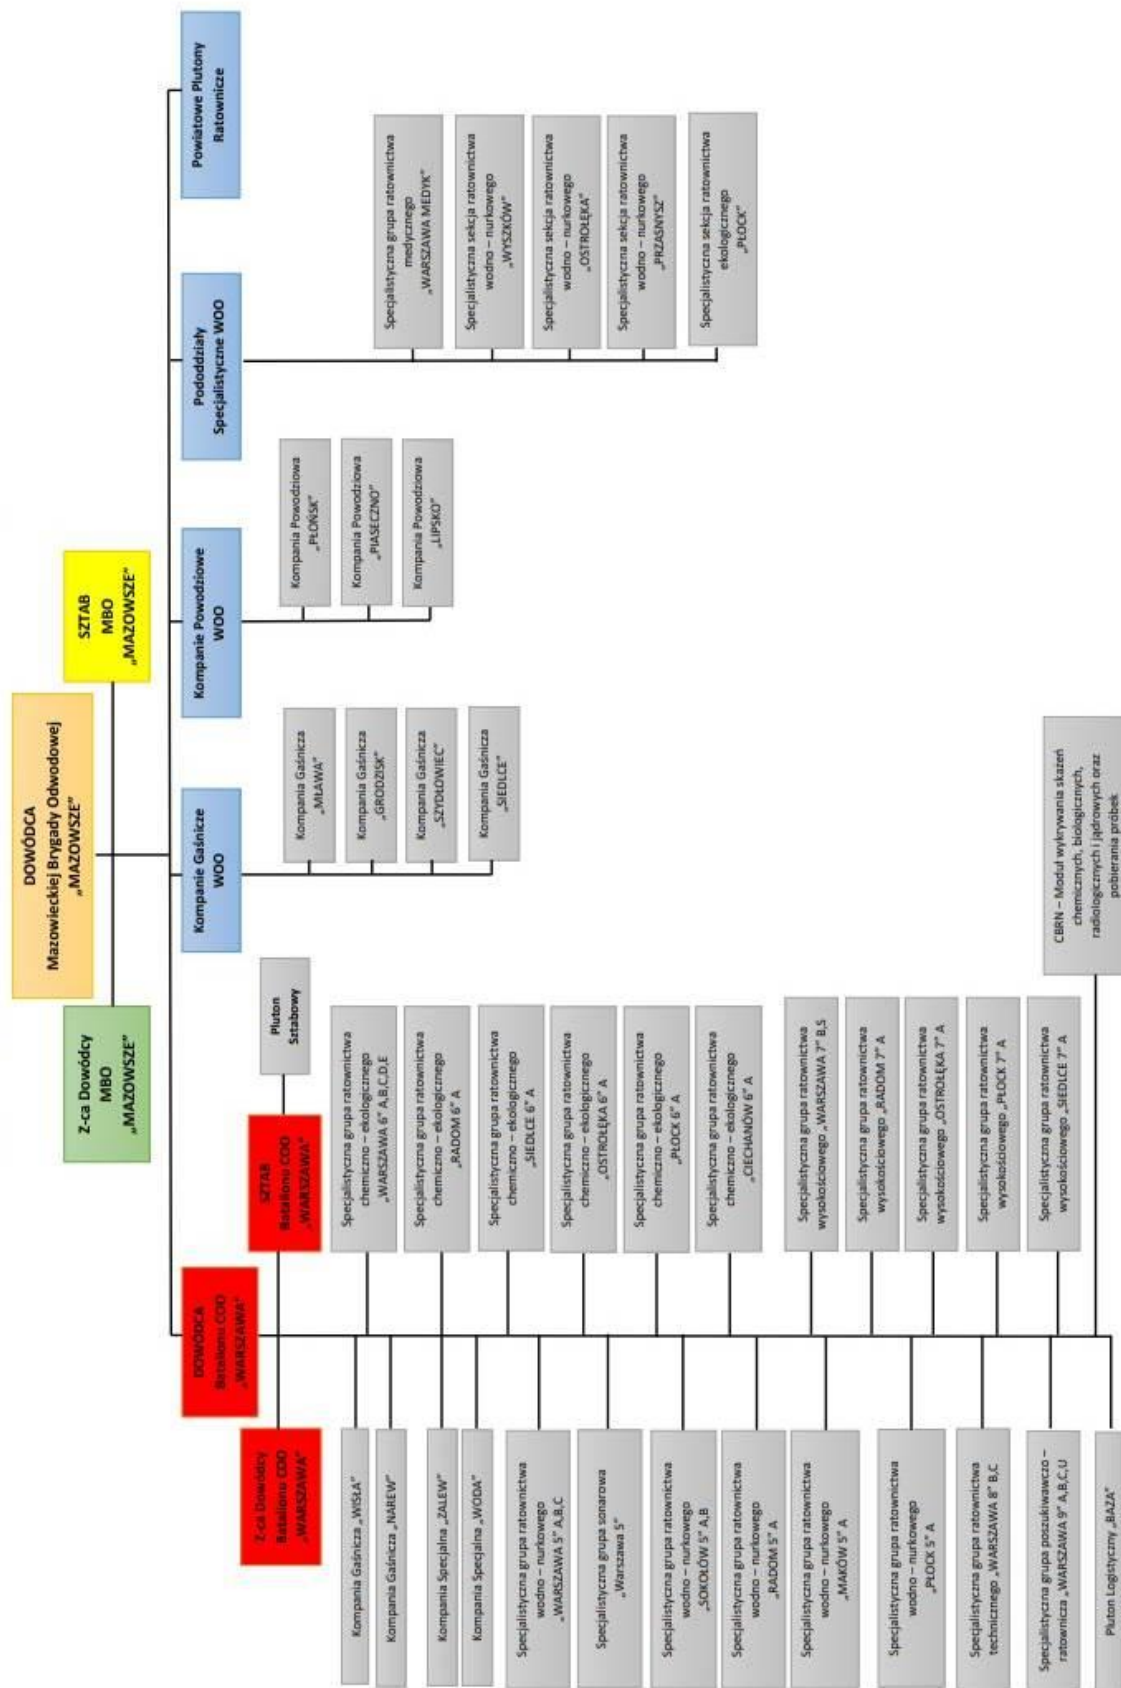 DOWÓDCA
Mazowieckiej Brygady Odwodowej
„MAZOWSZE”
Z-ca Dowódcy
MBO
„MAZOWSZE”
SZTAB
MBO
„MAZOWSZE”
DOWÓDCA
Batalionu COO
„WARSZAWA”
Kompanie Gaśnicze
WOO
Kompanie Powodziowe
WOO
Pododdziały
Specjalistyczne WOO
Powiatowe Plutony
Ratownicze
Z-ca Dowódcy
Batalionu COO
„WARSZAWA”
SZTAB
Batalionu COO
„WARSZAWA”
Pluton
Sztabowy
Kompania Gaśnicza „WISŁA”
Kompania Gaśnicza „NAREW”
Kompania Specjalna „ZALEW”
Kompania Specjalna „WODA”
Specjalistyczna grupa ratownictwa
wodno – nurkowego
„WARSZAWA 5” A,B,C
Specjalistyczna grupa sonarowa
„Warszawa 5”
Specjalistyczna grupa ratownictwa
wodno – nurkowego
„SOKOŁÓW 5” A,B
Specjalistyczna grupa ratownictwa
wodno – nurkowego
„RADOM 5” A
Specjalistyczna grupa ratownictwa
wodno – nurkowego
„MAKÓW 5” A
Specjalistyczna grupa ratownictwa
wodno – nurkowego
„PŁOCK 5” A
Specjalistyczna grupa ratownictwa
technicznego „WARSZAWA 8” B,C
Specjalistyczna grupa poszukiwawczo –
ratownicza „WARSZAWA 9” A,B,C,U
Pluton Logistyczny „BAZA”
Specjalistyczna grupa ratownictwa
chemiczno – ekologicznego
„WARSZAWA 6” A,B,C,D,E
Specjalistyczna grupa ratownictwa
chemiczno – ekologicznego
„RADOM 6” A
Specjalistyczna grupa ratownictwa
chemiczno – ekologicznego
„SIEDLCE 6” A
Specjalistyczna grupa ratownictwa
chemiczno – ekologicznego
„OSTROŁĘKA 6” A
Specjalistyczna grupa ratownictwa
chemiczno – ekologicznego
„PŁOCK 6” A
Specjalistyczna grupa ratownictwa
chemiczno – ekologicznego
„CIECHANÓW 6” A
Specjalistyczna grupa ratownictwa
wysokościowego „WARSZAWA 7” B,S
Specjalistyczna grupa ratownictwa
wysokościowego „RADOM 7” A
Specjalistyczna grupa ratownictwa
wysokościowego „OSTROŁĘKA 7” A
Specjalistyczna grupa ratownictwa
wysokościowego „PŁOCK 7” A
Specjalistyczna grupa ratownictwa
wysokościowego „SIEDLCE 7” A
CBRN – Moduł wykrywania skażeń
chemicznych, biologicznych,
radiologicznych i jądrowych oraz
pobierania próbek
Kompania Gaśnicza
„MŁAWA”
Kompania Gaśnicza
„GRODZISK”
Kompania Gaśnicza
„SZYDŁOWIEC”
Kompania Gaśnicza
„SIEDLCE”
Kompania Powodziowa
„PŁOŃSK”
Kompania Powodziowa
„PIASECZNO”
Kompania Powodziowa
„LIPSKO”
Specjalistyczna grupa ratownictwa
medycznego
„WARSZAWA MEDYK”
Specjalistyczna sekcja ratownictwa
wodno – nurkowego
„WYSZKÓW”
Specjalistyczna sekcja ratownictwa
wodno – nurkowego
„OSTROŁĘKA”
Specjalistyczna sekcja ratownictwa
wodno – nurkowego
„PRZASNYSZ”
Specjalistyczna sekcja ratownictwa
ekologicznego
„PŁOCK”